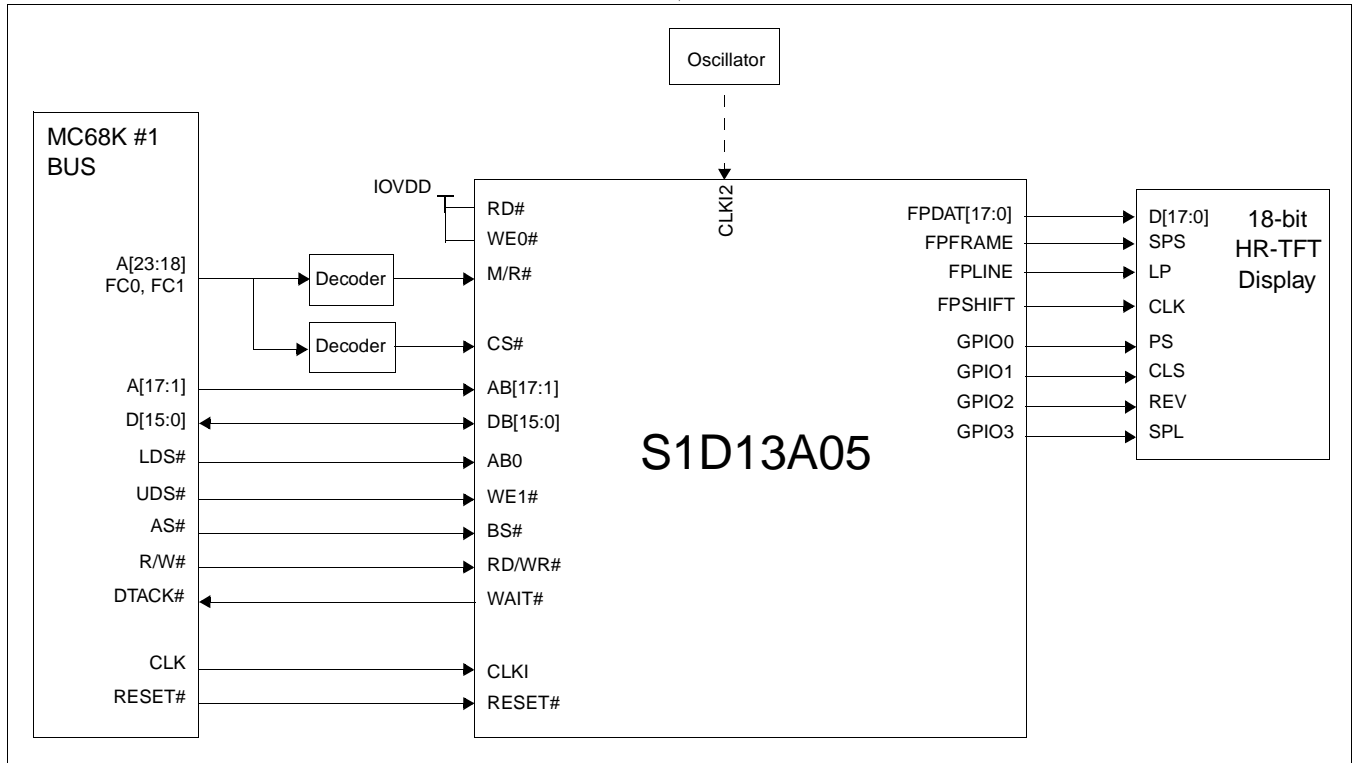 Oscillator
MC68K #1
BUS
A[23:18]
FC0, FC1
A[17:1]
D[15:0]
LDS#
UDS#
AS#
R/W#
DTACK#
CLK
RESET#
IOVDD
Decoder
Decoder
RD#
WE0#
M/R#
CS#
AB[17:1]
DB[15:0]
AB0
WE1#
BS#
RD/WR#
WAIT#
CLKI
RESET#
CLKI2
S1D13A05
FPDAT[17:0]
FPFRAME
FPLINE
FPSHIFT
GPIO0
GPIO1
GPIO2
GPIO3
D[17:0]
SPS
LP
CLK
PS
CLS
REV
SPL
18-bit
HR-TFT
Display